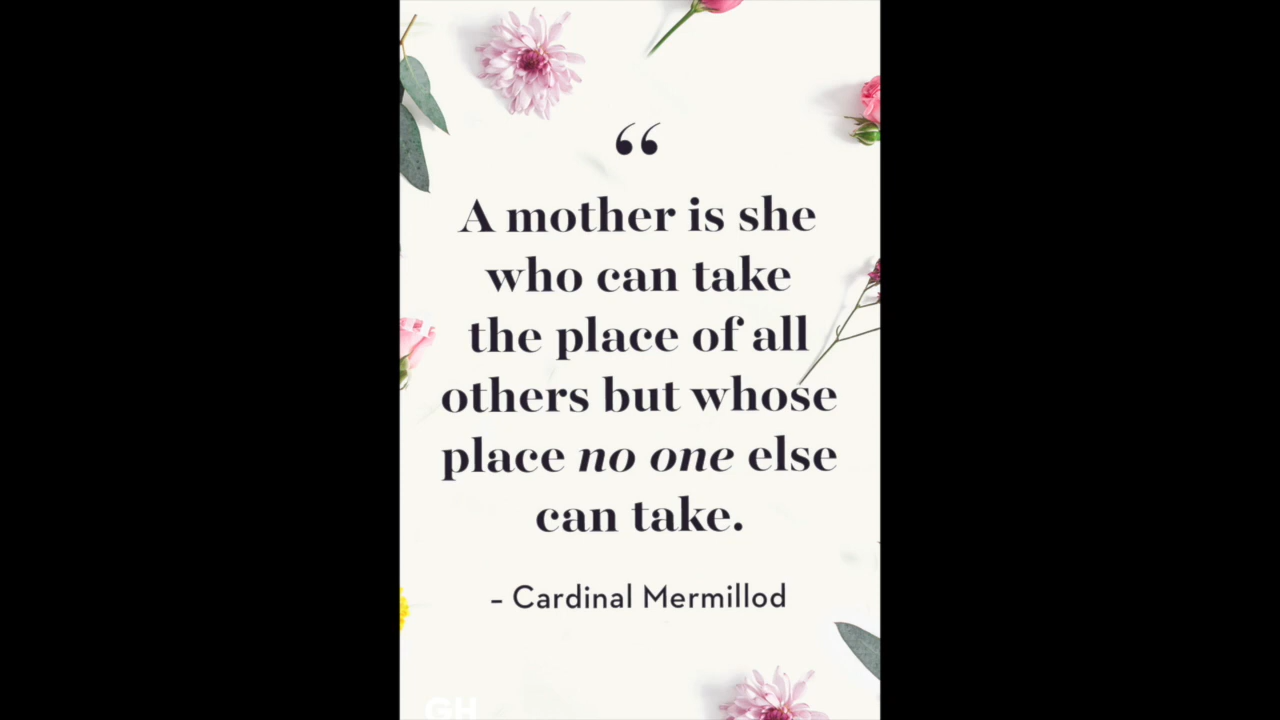 “
A mother is she
who can take
the place of all
others but whose
place no one else
can take.
– Cardinal Mermillod
GH